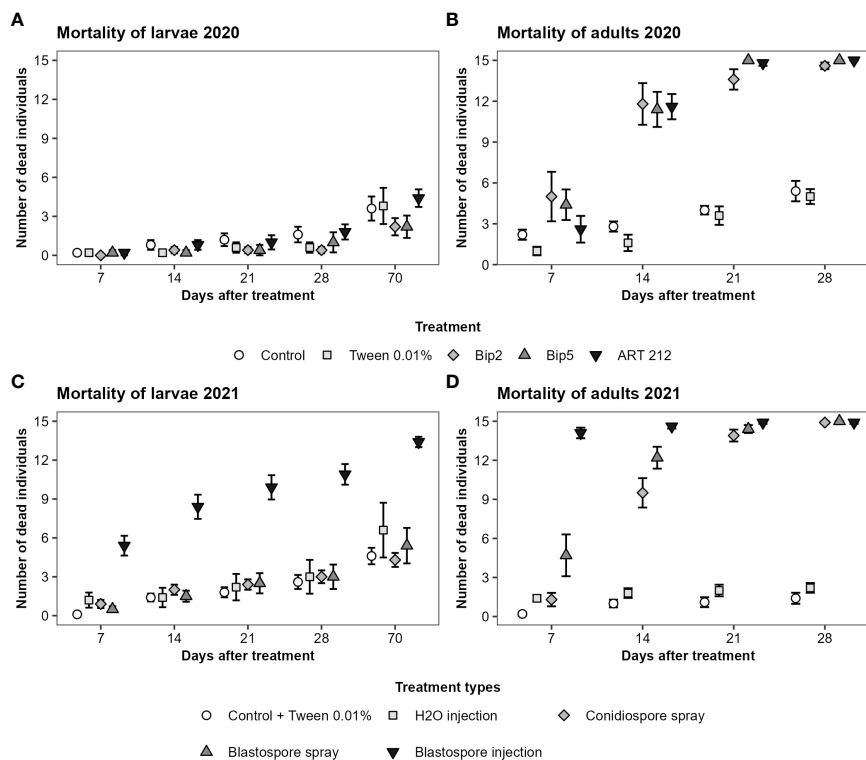 A
Mortality of larvae 2020
Number of dead individuals
15
12
9
6
3
0
7 14 21 28 70
Days after treatment
B
Mortality of adults 2020
Number of dead individuals
15
12
9
6
3
0
7 14 21 28
Days after treatment
Treatment
Control Tween 0.01% Bip2 Bip5 ART 212
C
Mortality of larvae 2021
Number of dead individuals
15
12
9
6
3
0
7 14 21 28 70
Days after treatment
D
Mortality of adults 2021
Number of dead individuals
15
12
9
6
3
0
7 14 21 28
Days after treatment
Treatment types
Control + Tween 0.01% H2O injection Conidiospore spray
Blastospore spray Blastospore injection